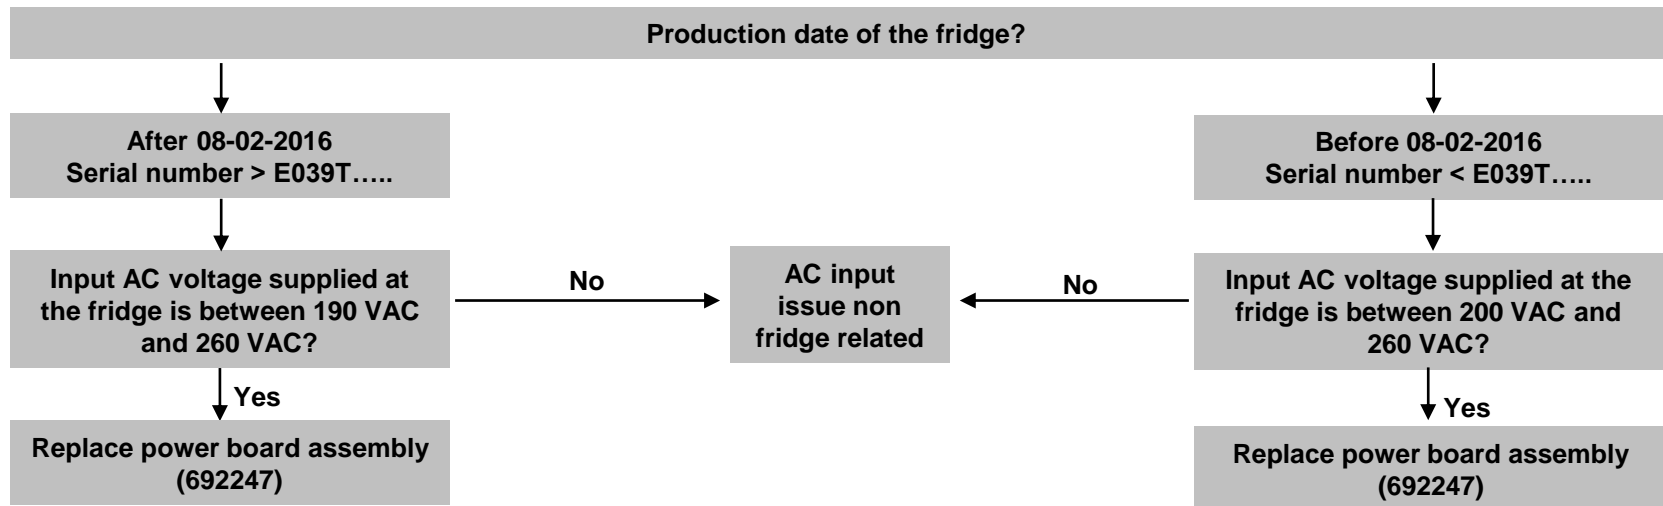 Production date of the fridge?
After 08-02-2016
Serial number > E039T…..
Before 08-02-2016
Serial number < E039T…..
Input AC voltage supplied at
the fridge is between 190 VAC
and 260 VAC?
No
AC input
issue non
fridge related
No
Input AC voltage supplied at the
fridge is between 200 VAC and
260 VAC?
Yes
Yes
Replace power board assembly
(692247)
Replace power board assembly
(692247)